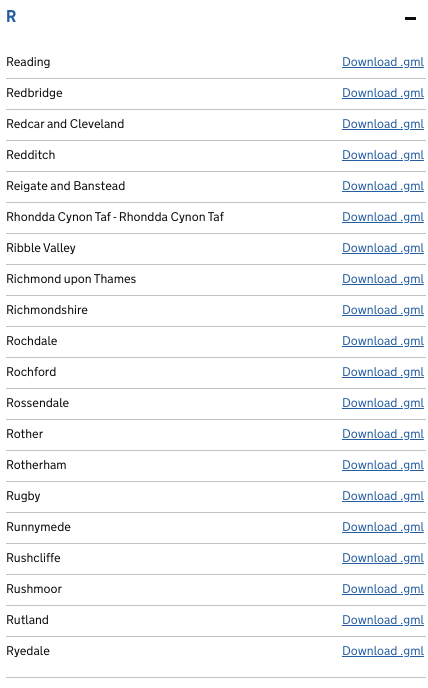 R
Reading Download .gml
Redbridge Download .gml
Redcar and Cleveland Download .gml
Redditch Download .gml
Reigate and Banstead Download .gml
Rhondda Cynon Taf - Rhondda Cynon Taf Download .gml
Ribble Valley Download .gml
Richmond upon Thames Download .gml
Richmondshire Download .gml
Rochdale Download .gml
Rochford Download .gml
Rossendale Download .gml
Rother Download .gml
Rotherham Download .gml
Rugby Download .gml
Runnymede Download .gml
Rushcliffe Download .gml
Rushmoor Download .gml
Rutland Download .gml
Ryedale Download .gml